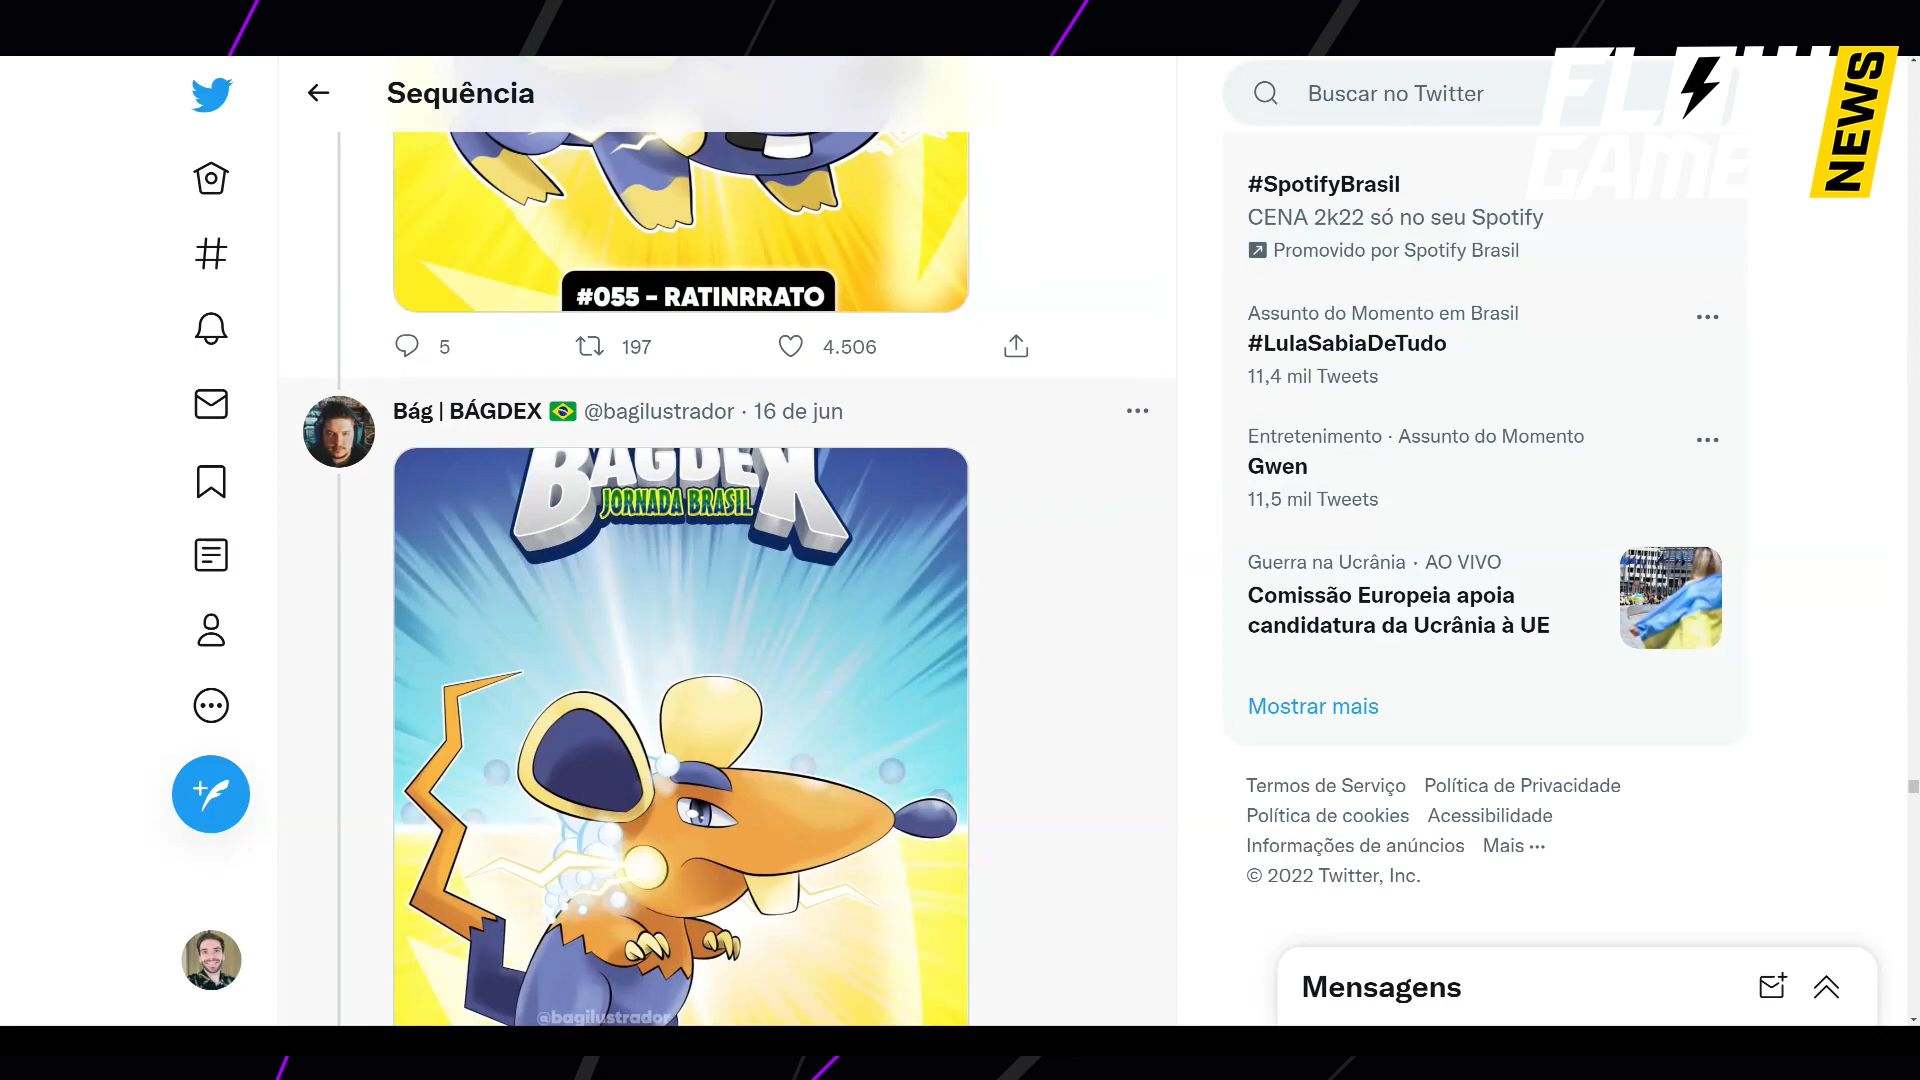 FLOW
GAMES
NEWS
Sequência
Buscar no Twitter
#055 - RATINRRATO
5
197
4.506
Bág | BÁGDEX @bagilustrador · 16 de jun
BAGDEX
JORNADA BRASIL
@bagilustrador
#SpotifyBrasil
CENA 2k22 só no seu Spotify
Promovido por Spotify Brasil
Assunto do Momento em Brasil
#LulaSabiaDeTudo
11,4 mil Tweets
Entretenimento · Assunto do Momento
Gwen
11,5 mil Tweets
Guerra na Ucrânia · AO VIVO
Comissão Europeia apoia
candidatura da Ucrânia à UE
Mostrar mais
Termos de Serviço Política de Privacidade
Política de cookies Acessibilidade
Informações de anúncios Mais ···
© 2022 Twitter, Inc.
Mensagens